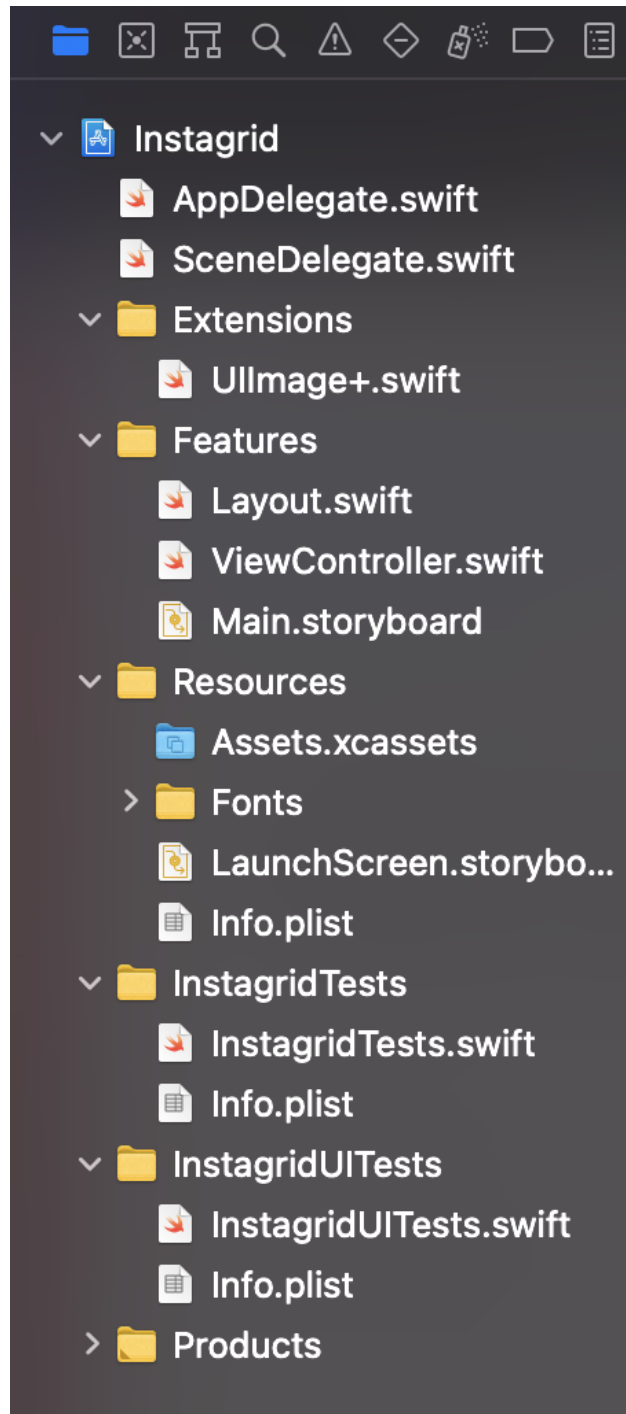 Instagrid
AppDelegate.swift
SceneDelegate.swift
Extensions
UIImage+.swift
Features
Layout.swift
ViewController.swift
Main.storyboard
Resources
Assets.xcassets
Fonts
LaunchScreen.storybo...
Info.plist
InstagridTests
InstagridTests.swift
Info.plist
InstagridUITests
InstagridUITests.swift
Info.plist
Products